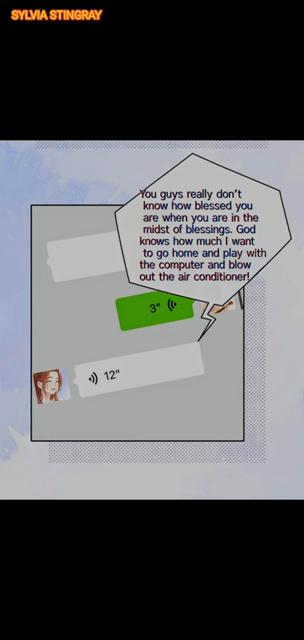 SYLVIA STINGRAY
You guys really don't
know how blessed you
are when you are in the
midst of blessings. God
knows how much I want
to go home and play with
the computer and blow
out the air conditioner!
3"
12"